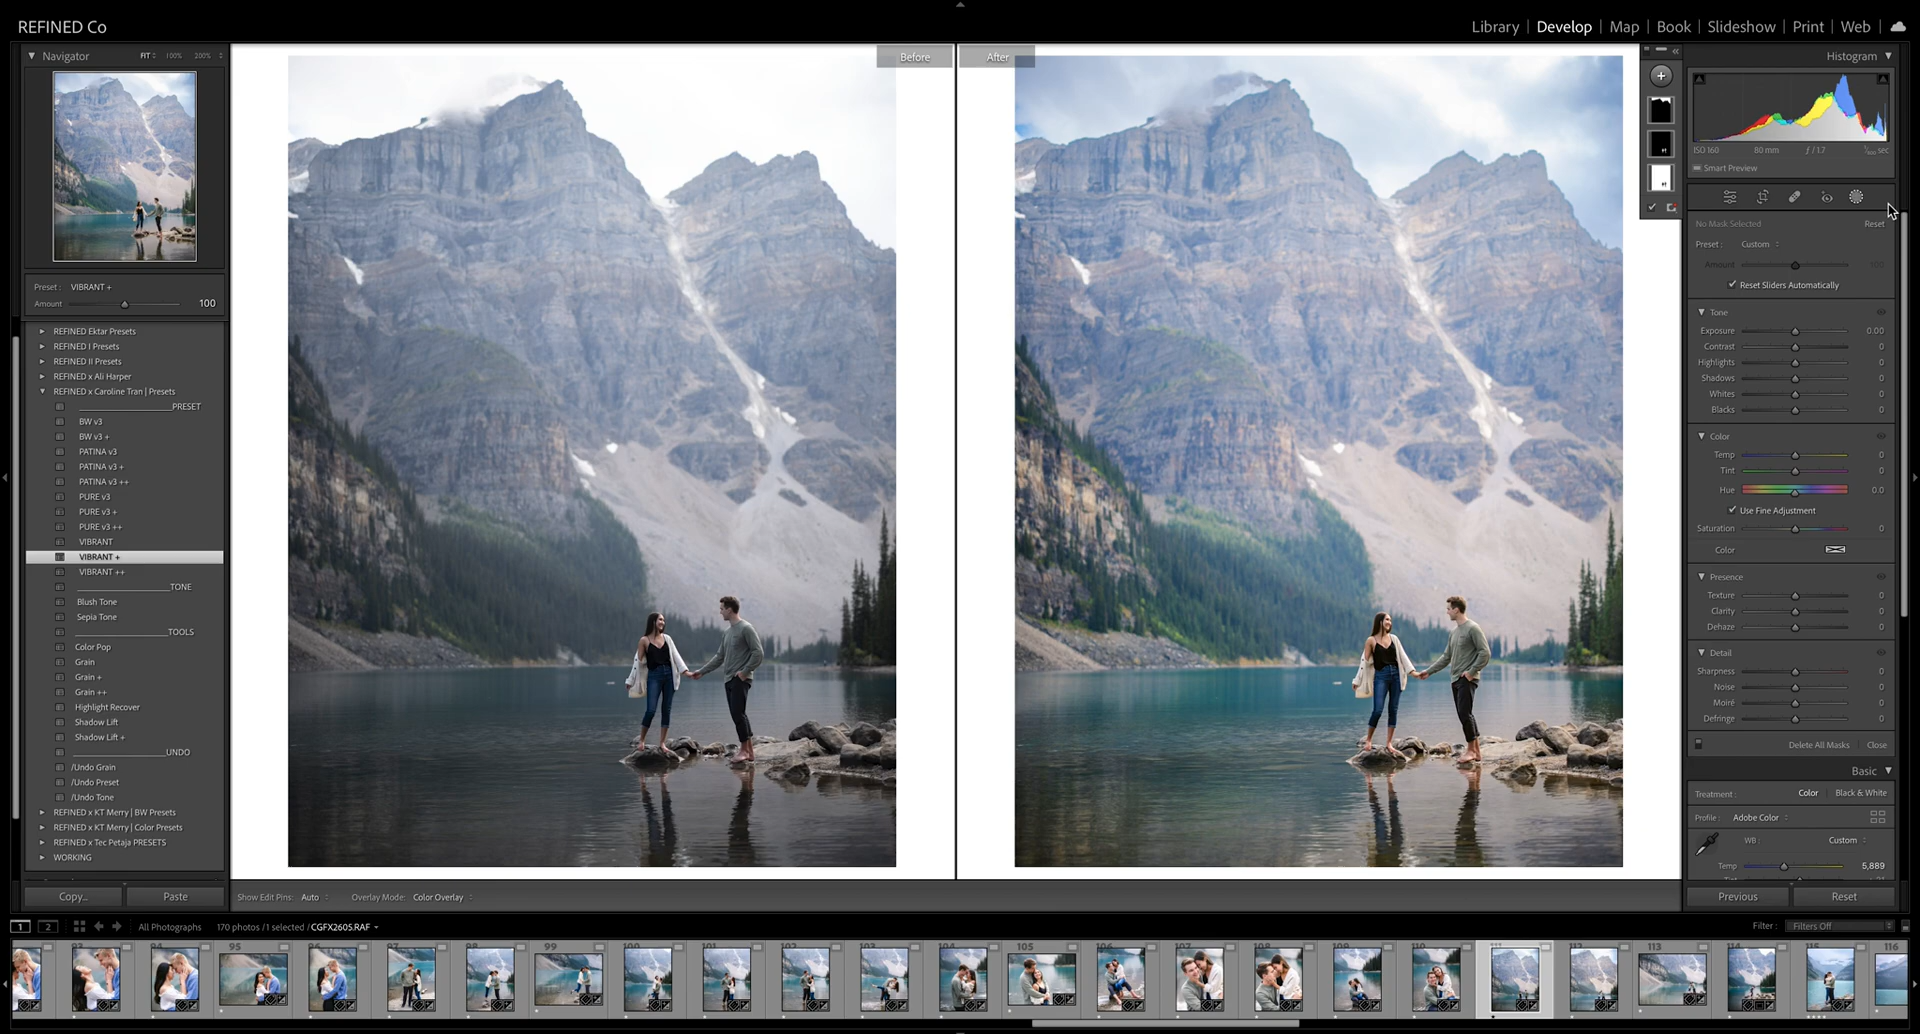 REFINED Co
Library | Develop | Map | Book | Slideshow | Print | Web
Navigator FIT 100% 200%
Preset : VIBRANT +
Amount 100
REFINED Ektar Presets
REFINED I Presets
REFINED II Presets
REFINED x Ali Harper
REFINED x Caroline Tran | Presets
____________________PRESET
BW v3
BW v3 +
PATINA v3
PATINA v3 +
PATINA v3 ++
PURE v3
PURE v3 +
PURE v3 ++
VIBRANT
VIBRANT +
VIBRANT ++
____________________TONE
Blush Tone
Sepia Tone
____________________TOOLS
Color Pop
Grain
Grain +
Grain ++
Highlight Recover
Shadow Lift
Shadow Lift +
____________________UNDO
/Undo Grain
/Undo Preset
/Undo Tone
REFINED x KT Merry | BW Presets
REFINED x KT Merry | Color Presets
REFINED x Tec Petaja PRESETS
WORKING
Copy... Paste
Before After
Show Edit Pins: Auto Overlay Mode: Color Overlay
Histogram
ISO 160 80 mm ƒ / 1.7 sec
Smart Preview
No Mask Selected Reset
Preset : Custom
Amount 100
Reset Sliders Automatically
Tone
Exposure 0.00
Contrast 0
Highlights 0
Shadows 0
Whites 0
Blacks 0
Color
Temp 0
Tint 0
Hue 0.0
Use Fine Adjustment
Saturation 0
Color
Presence
Texture 0
Clarity 0
Dehaze 0
Detail
Sharpness 0
Noise 0
Moiré 0
Defringe 0
Delete All Masks Close
Basic
Treatment : Color Black & White
Profile : Adobe Color
WB : Custom
Temp 5,889
Previous Reset
1 2 All Photographs 170 photos / 1 selected / CGFX2605.RAF Filter : Filters Off
95 99 100 101 102 103 104 105 106 107 108 109 110 112 113 114 115 116